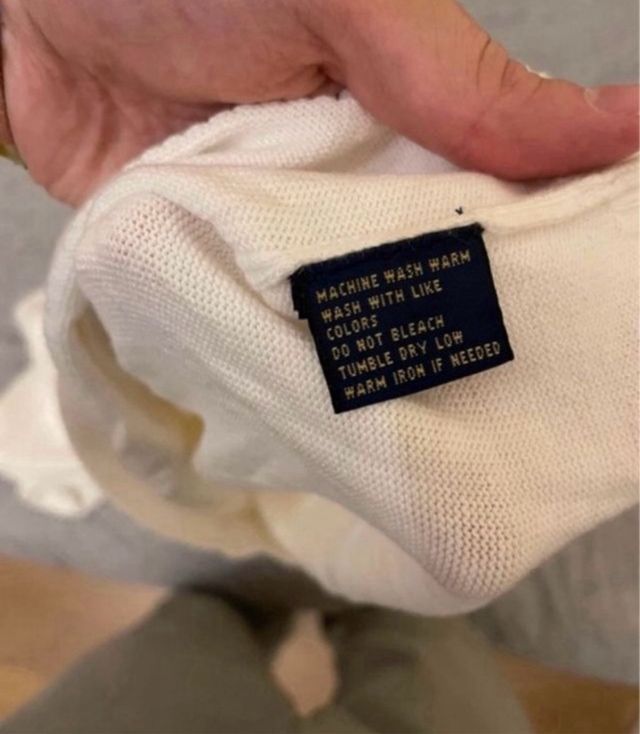 MACHINE WASH WARM
WASH WITH LIKE
COLORS
DO NOT BLEACH
TUMBLE DRY LOW
WARM IRON IF NEEDED